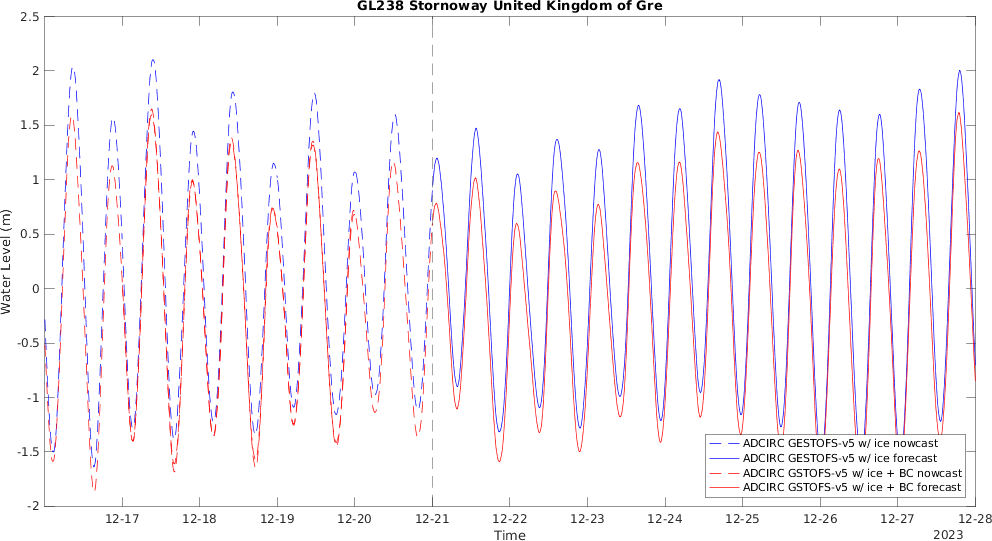 GL238 Stornoway United Kingdom of Gre
2.5
2
1.5
1
0.5
0
-0.5
-1
-1.5
-2
Water Level (m)
12-17 12-18 12-19 12-20 12-21 12-22 12-23 12-24 12-25 12-26 12-27 12-28
Time
2023
ADCIRC GESTOFS-v5 w/ ice nowcast
ADCIRC GESTOFS-v5 w/ ice forecast
ADCIRC GSTOFS-v5 w/ ice + BC nowcast
ADCIRC GSTOFS-v5 w/ ice + BC forecast